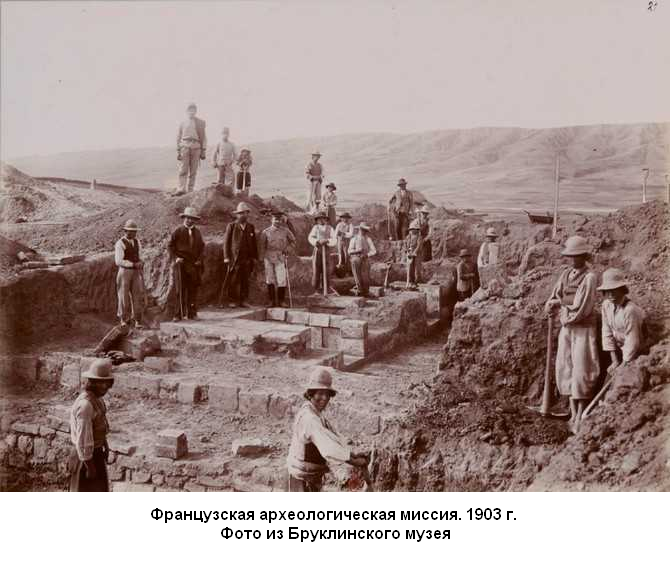 Французская археологическая миссия. 1903 г.
Фото из Бруклинского музея